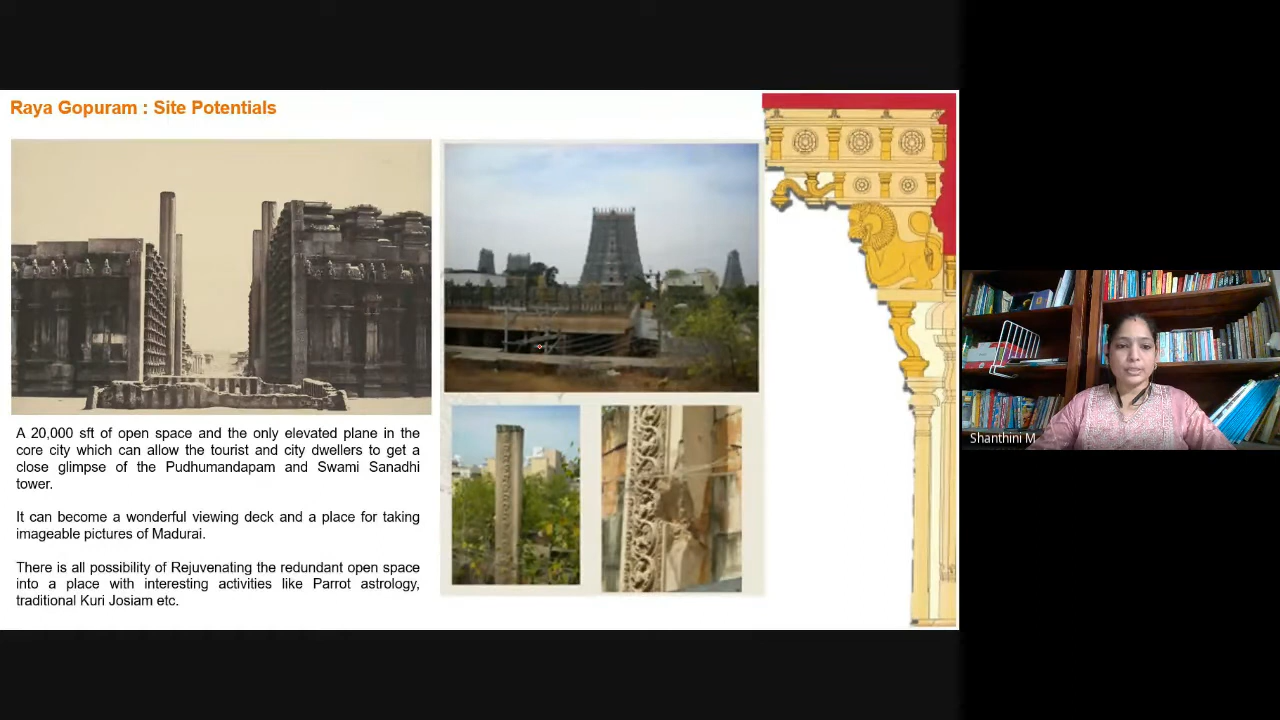 Raya Gopuram : Site Potentials
A 20,000 sft of open space and the only elevated plane in the
core city which can allow the tourist and city dwellers to get a
close glimpse of the Pudhumandapam and Swami Sanadhi
tower.
It can become a wonderful viewing deck and a place for taking
imageable pictures of Madurai.
There is all possibility of Rejuvenating the redundant open space
into a place with interesting activities like Parrot astrology,
traditional Kuri Josiam etc.
Shanthini M